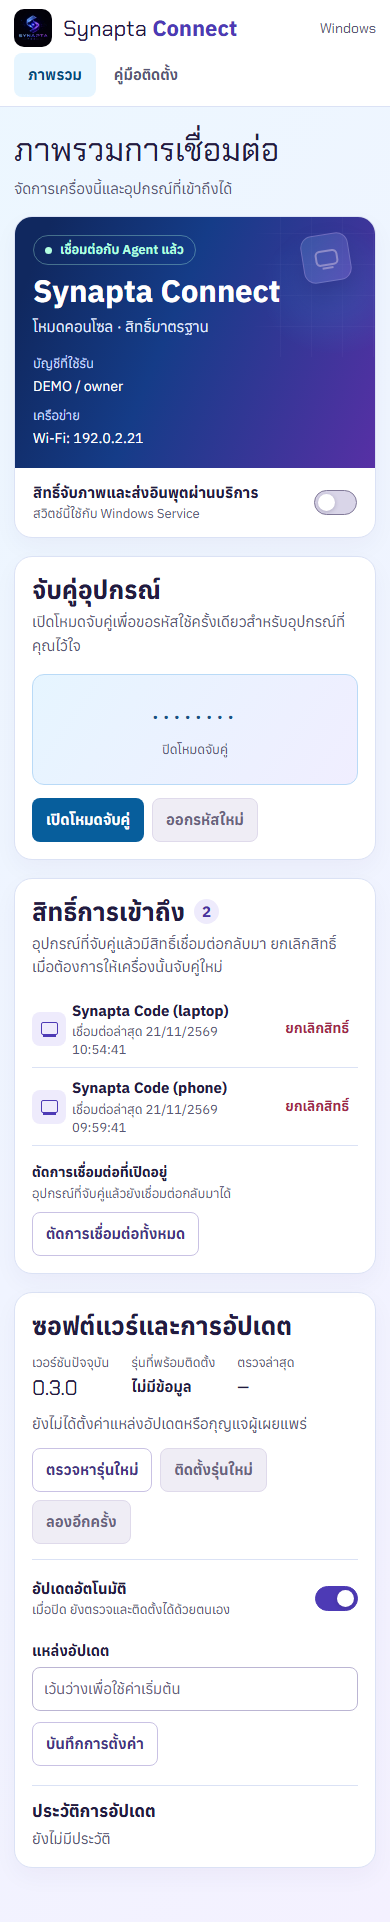 Synapta Connect
Windows
ภาพรวม
คู่มือติดตั้ง
ภาพรวมการเชื่อมต่อ
จัดการเครื่องนี้และอุปกรณ์ที่เข้าถึงได้
เชื่อมต่อกับ Agent แล้ว
Synapta Connect
โหมดคอนโซล · สิทธิ์มาตรฐาน
บัญชีที่ใช้รัน
DEMO / owner
เครือข่าย
Wi-Fi: 192.0.2.21
สิทธิ์จับภาพและส่งอินพุตผ่านบริการ
สวิตช์นี้ใช้กับ Windows Service
จับคู่อุปกรณ์
เปิดโหมดจับคู่เพื่อขอรหัสใช้ครั้งเดียวสำหรับอุปกรณ์ที่
คุณไว้ใจ
........
ปิดโหมดจับคู่
เปิดโหมดจับคู่
ออกรหัสใหม่
สิทธิ์การเข้าถึง 2
อุปกรณ์ที่จับคู่แล้วมีสิทธิ์เชื่อมต่อกลับมา ยกเลิกสิทธิ์
เมื่อต้องการให้เครื่องนั้นจับคู่ใหม่
Synapta Code (laptop)
เชื่อมต่อล่าสุด 21/11/2569
10:54:41
ยกเลิกสิทธิ์
Synapta Code (phone)
เชื่อมต่อล่าสุด 21/11/2569
09:59:41
ยกเลิกสิทธิ์
ตัดการเชื่อมต่อที่เปิดอยู่
อุปกรณ์ที่จับคู่แล้วยังเชื่อมต่อกลับมาได้
ตัดการเชื่อมต่อทั้งหมด
ซอฟต์แวร์และการอัปเดต
เวอร์ชันปัจจุบัน
0.3.0
รุ่นที่พร้อมติดตั้ง
ไม่มีข้อมูล
ตรวจล่าสุด
—
ยังไม่ได้ตั้งค่าแหล่งอัปเดตหรือกุญแจผู้เผยแพร่
ตรวจหารุ่นใหม่
ติดตั้งรุ่นใหม่
ลองอีกครั้ง
อัปเดตอัตโนมัติ
เมื่อปิด ยังตรวจและติดตั้งได้ด้วยตนเอง
แหล่งอัปเดต
เว้นว่างเพื่อใช้ค่าเริ่มต้น
บันทึกการตั้งค่า
ประวัติการอัปเดต
ยังไม่มีประวัติ